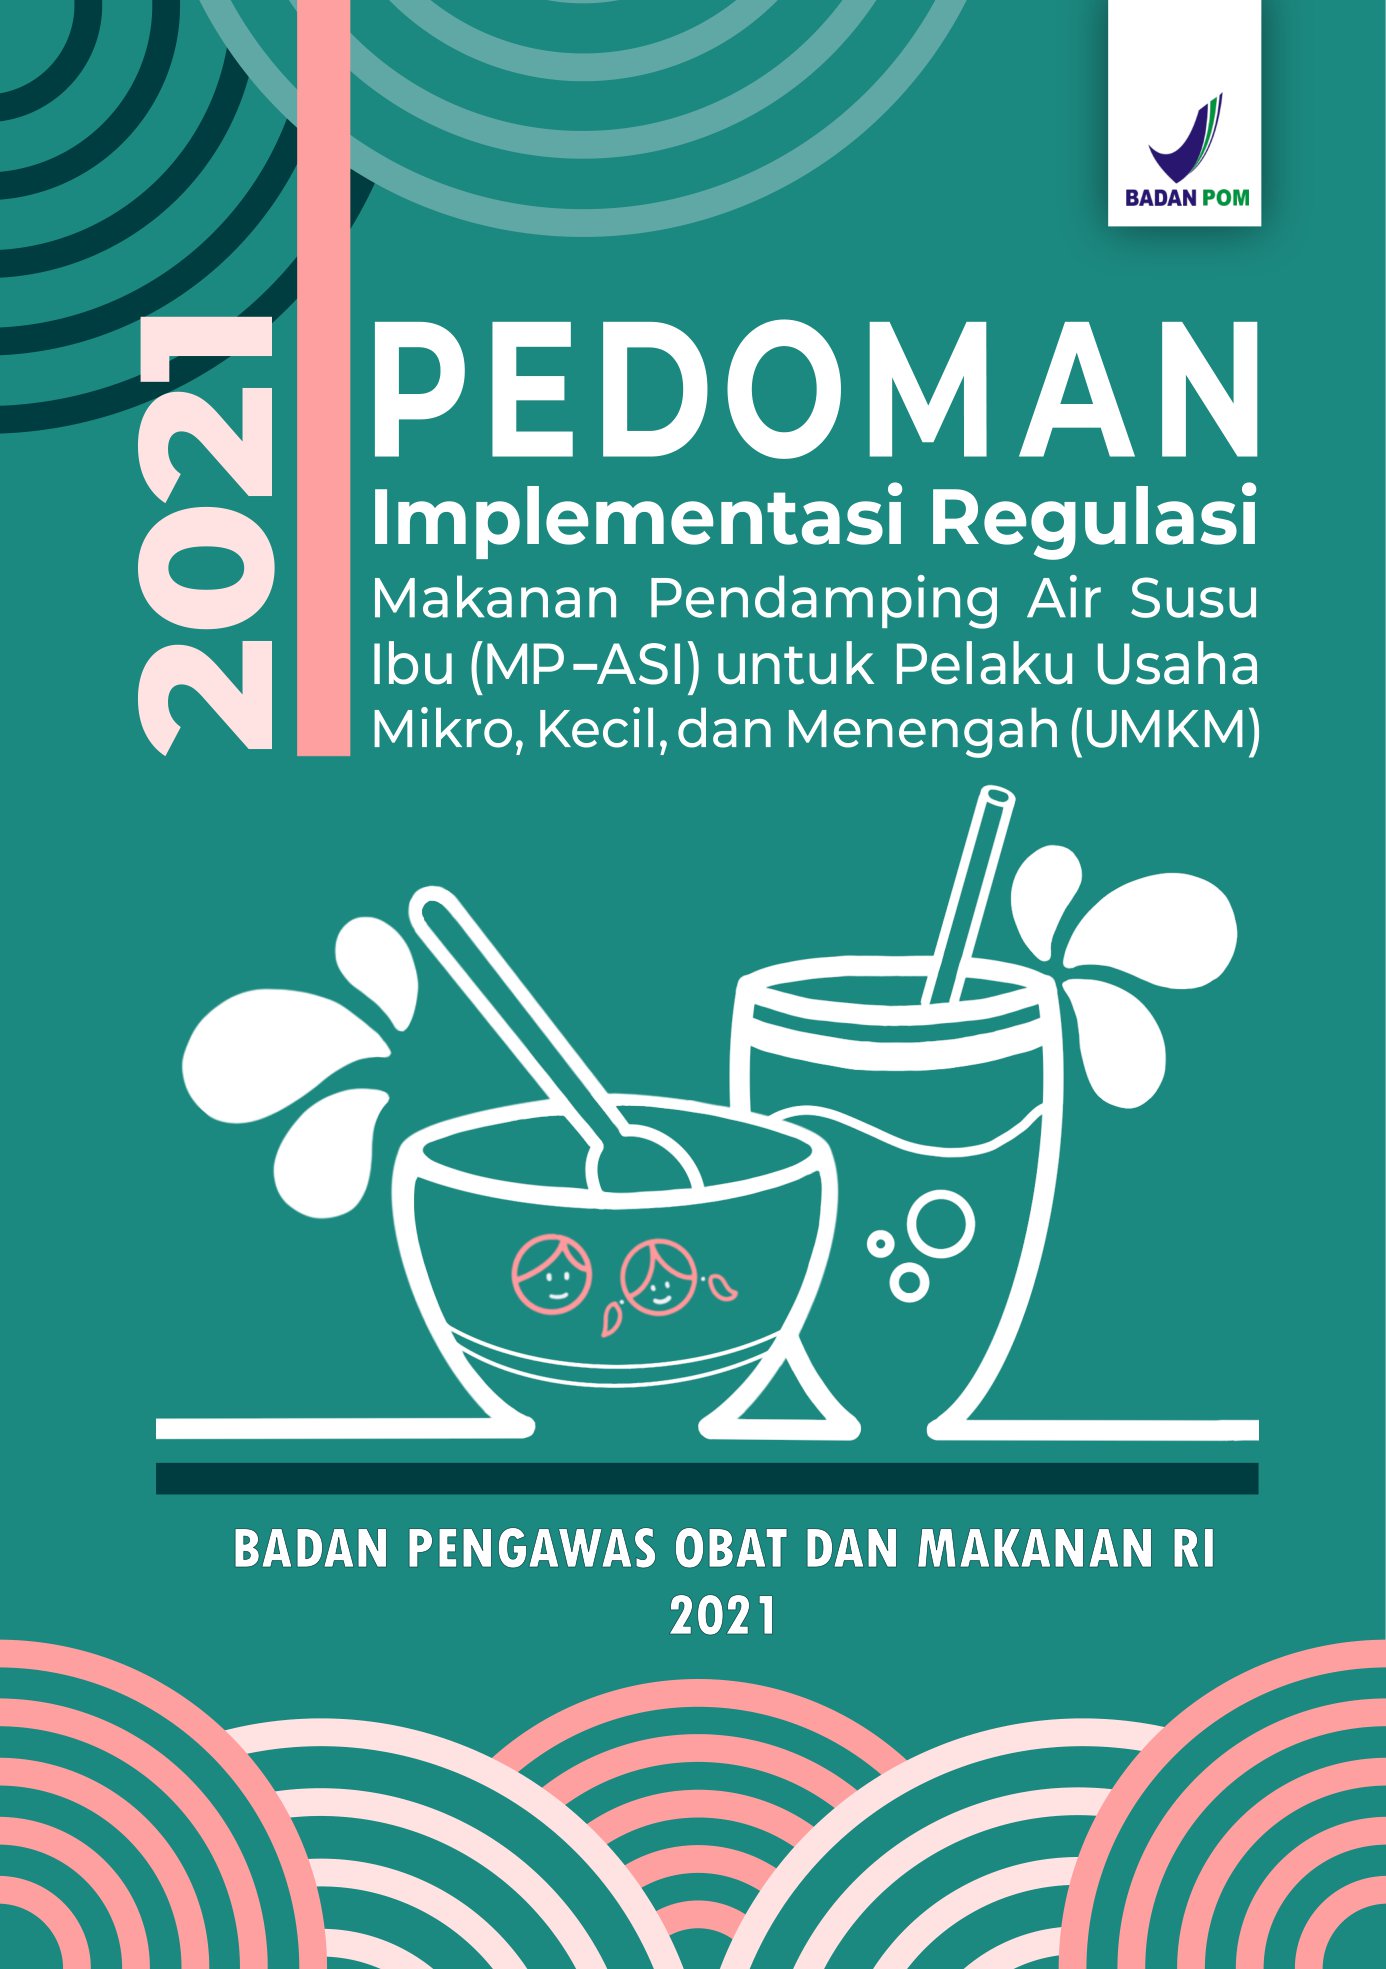 BADAN POM
2021
PEDOMAN
Implementasi Regulasi
Makanan Pendamping Air Susu
Ibu (MP-ASI) untuk Pelaku Usaha
Mikro, Kecil, dan Menengah (UMKM)
BADAN PENGAWAS OBAT DAN MAKANAN RI
2021